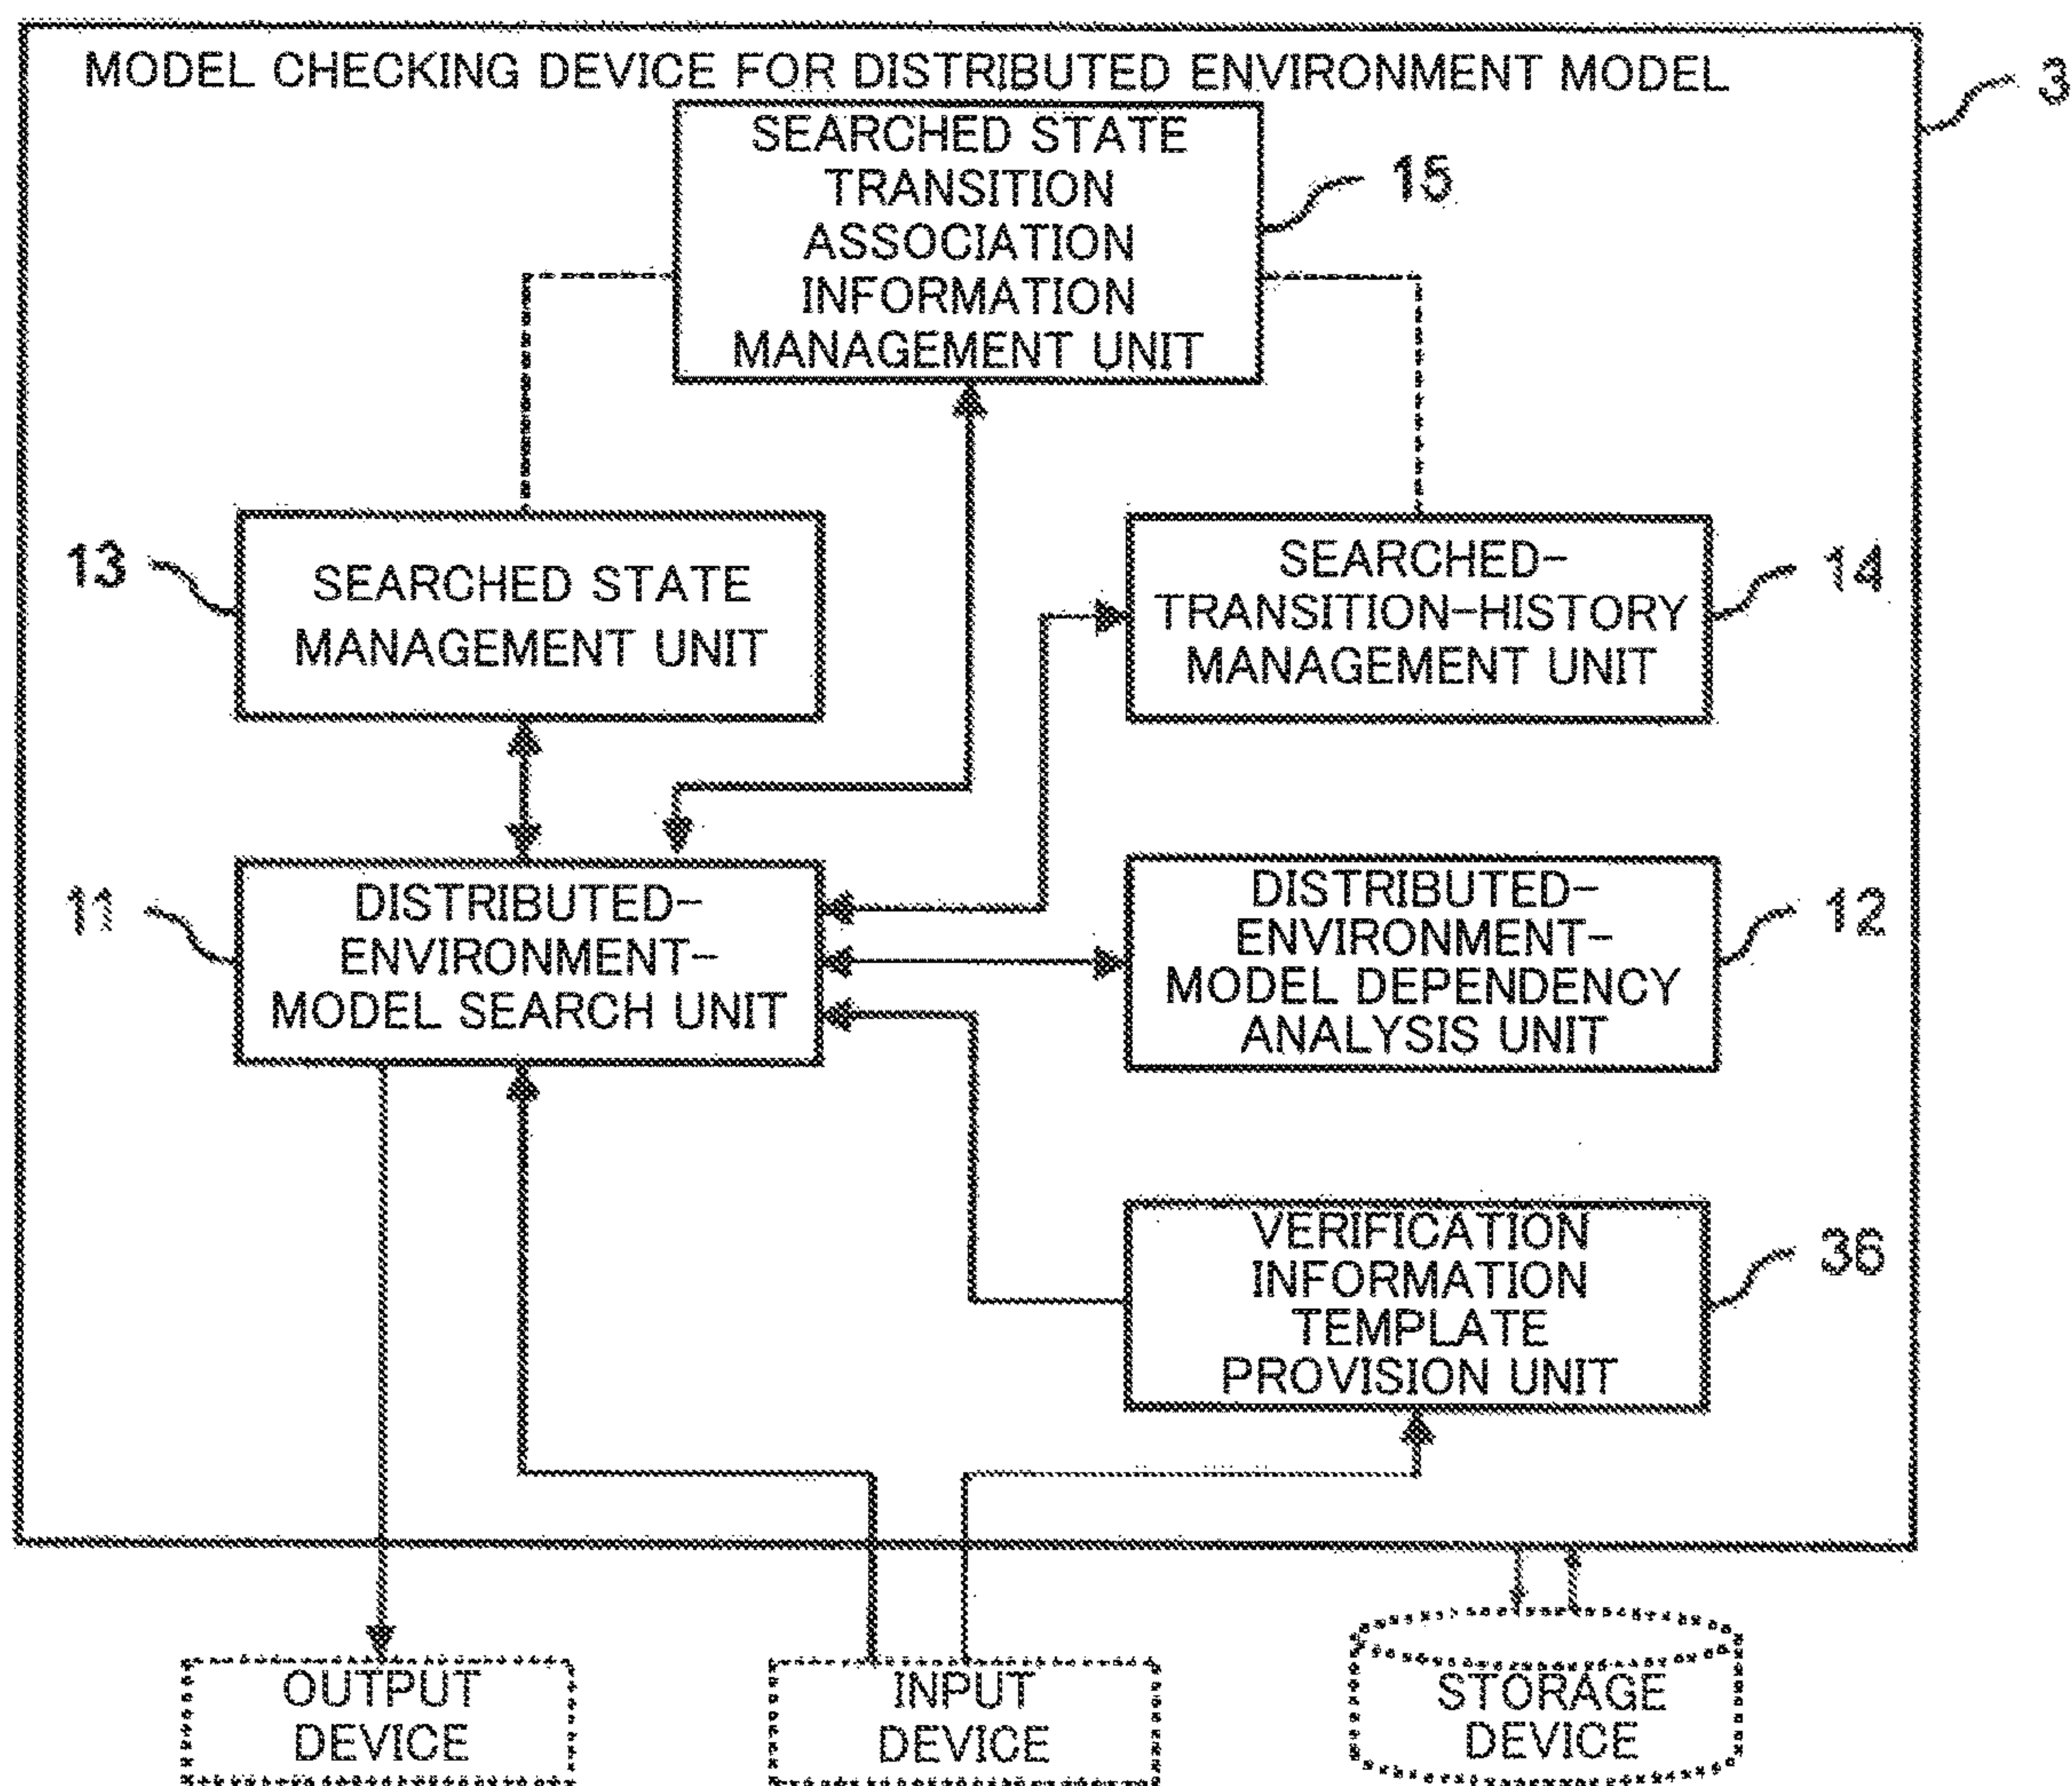 MODEL CHECKING DEVICE FOR DISTRIBUTED ENVIRONMENT MODEL
3
SEARCHED STATE
TRANSITION
ASSOCIATION
INFORMATION
MANAGEMENT UNIT
15
13
SEARCHED STATE
MANAGEMENT UNIT
SEARCHED-
TRANSITION-HISTORY
MANAGEMENT UNIT
14
11
DISTRIBUTED-
ENVIRONMENT-
MODEL SEARCH UNIT
DISTRIBUTED-
ENVIRONMENT-
MODEL DEPENDENCY
ANALYSIS UNIT
12
VERIFICATION
INFORMATION
TEMPLATE
PROVISION UNIT
36
OUTPUT
DEVICE
INPUT
DEVICE
STORAGE
DEVICE